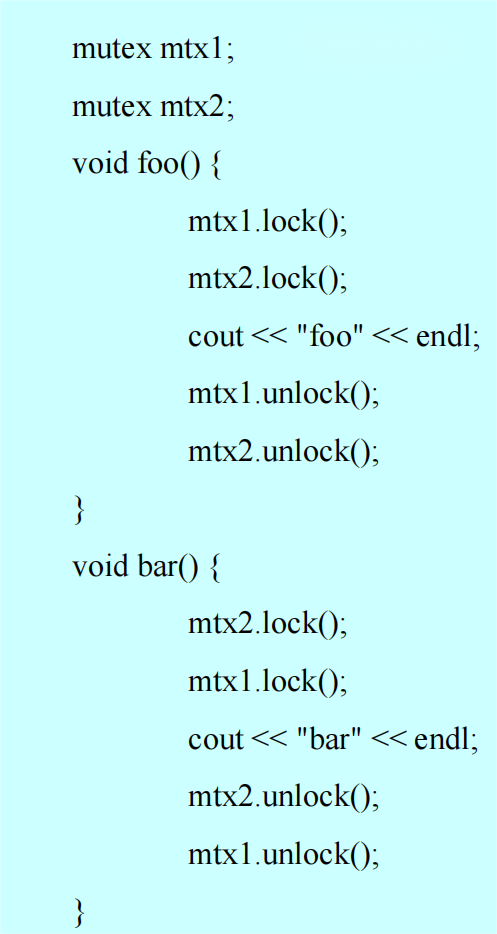 mutex mtx1;
mutex mtx2;
void foo() {
mtx1.lock();
mtx2.lock();
cout << "foo" << endl;
mtx1.unlock();
mtx2.unlock();
}
void bar() {
mtx2.lock();
mtx1.lock();
cout << "bar" << endl;
mtx2.unlock();
mtx1.unlock();
}